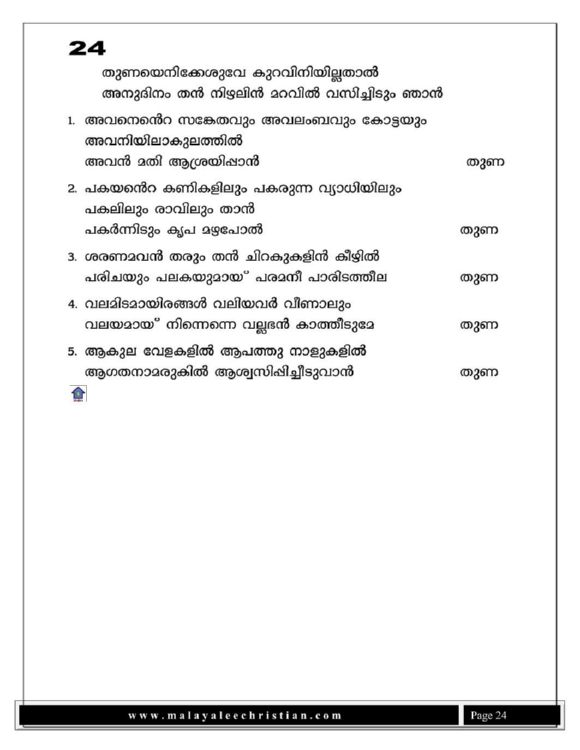 24
തുണയെനിക്കേശുവേ കുറവിനിയില്ലതാൽ
അനുദിനം തൻ നിഴലിൻ മറവിൽ വസിച്ചിടും ഞാൻ
1. അവനെൻെറ സങ്കേതവും അവലംബവും കോട്ടയും
അവനിയിലാകുലത്തിൽ
അവൻ മതി ആശ്രയിപ്പാൻ തുണ
2. പകയൻെറ കണികളിലും പകരുന്ന വ്യാധിയിലും
പകലിലും രാവിലും താൻ
പകർന്നിടും കൃപ മഴപോൽ തുണ
3. ശരണമവൻ തരും തൻ ചിറകുകളിൻ കീഴിൽ
പരിചയും പലകയുമായ് പരമനീ പാരിടത്തില തുണ
4. വലമിടമായിരങ്ങൾ വലിയവർ വീണാലും
വലയമായ് നിന്നെന്നെ വല്ലഭൻ കാത്തീടുമേ തുണ
5. ആകുല വേളകളിൽ ആപത്തു നാളുകളിൽ
ആഗതനാമരുകിൽ ആശ്വസിപ്പിച്ചീടുവാൻ തുണ
www.malayaleechristian.com Page 24